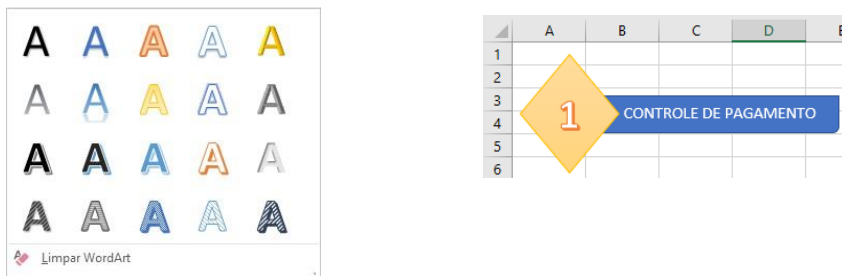 A A A A A
A A A A A
A A A A A
A A A A A
Limpar WordArt
A B C D E
1
2
3
4
5
6
1
CONTROLE DE PAGAMENTO